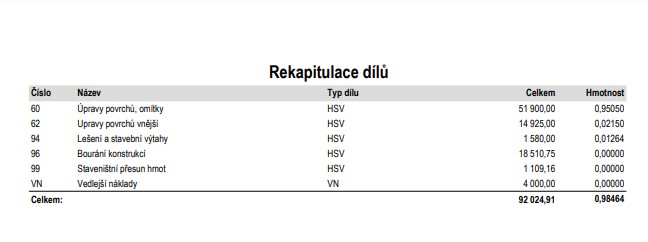 Rekapitulace dílů
Číslo Název Typ dílu Celkem Hmotnost
60 Úpravy povrchů, omítky HSV 51 900,00 0,95050
62 Upravy povrchů vnější HSV 14 925,00 0,02150
94 Lešení a stavební výtahy HSV 1 580,00 0,01264
96 Bourání konstrukcí HSV 18 510,75 0,00000
99 Staveništní přesun hmot HSV 1 109,16 0,00000
VN Vedlejší náklady VN 4 000,00 0,00000
Celkem: 92 024,91 0,98464